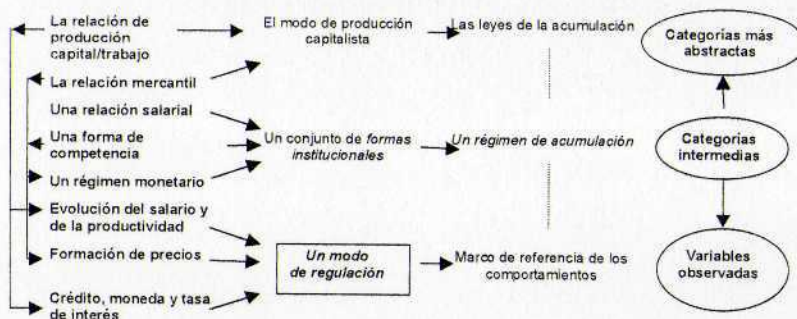 La relación de
producción
capital/trabajo
La relación mercantil
Una relación salarial
Una forma de
competencia
Un régimen monetario
Evolución del salario y
de la productividad
Formación de precios
Crédito, moneda y tasa
de interés
El modo de producción
capitalista
Un conjunto de formas
institucionales
Un modo
de regulación
Las leyes de la acumulación
Un régimen de acumulación
Marco de referencia de los
comportamientos
Categorías más
abstractas
Categorías
intermedias
Variables
observadas